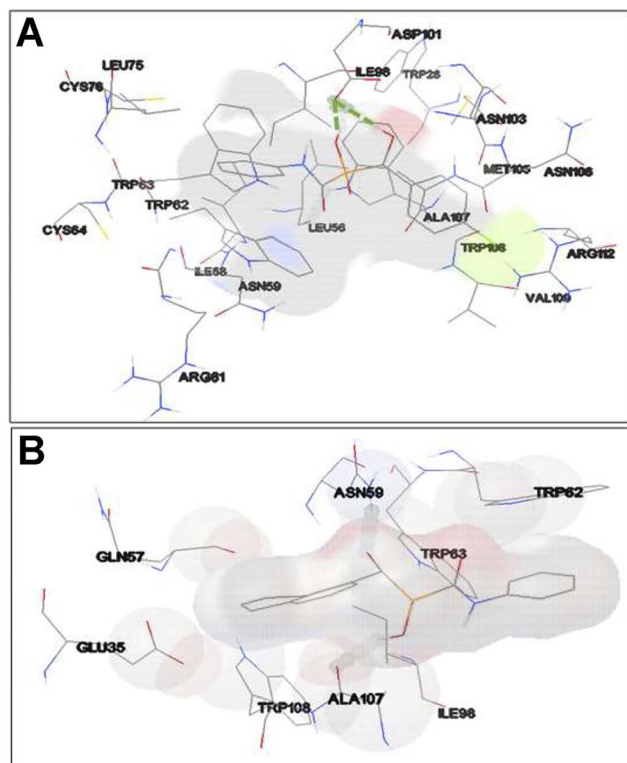 A
ASP101
LEU75
ILE98
TRP28
CYS76
ASN103
MET105
ASN106
TRP63
TRP62
ALA107
CYS64
LEU56
TRP108
ARG112
ILE58
ASN59
VAL109
ARG61
B
ASN59
TRP62
GLN57
TRP63
GLU35
ALA107
TRP108
ILE98